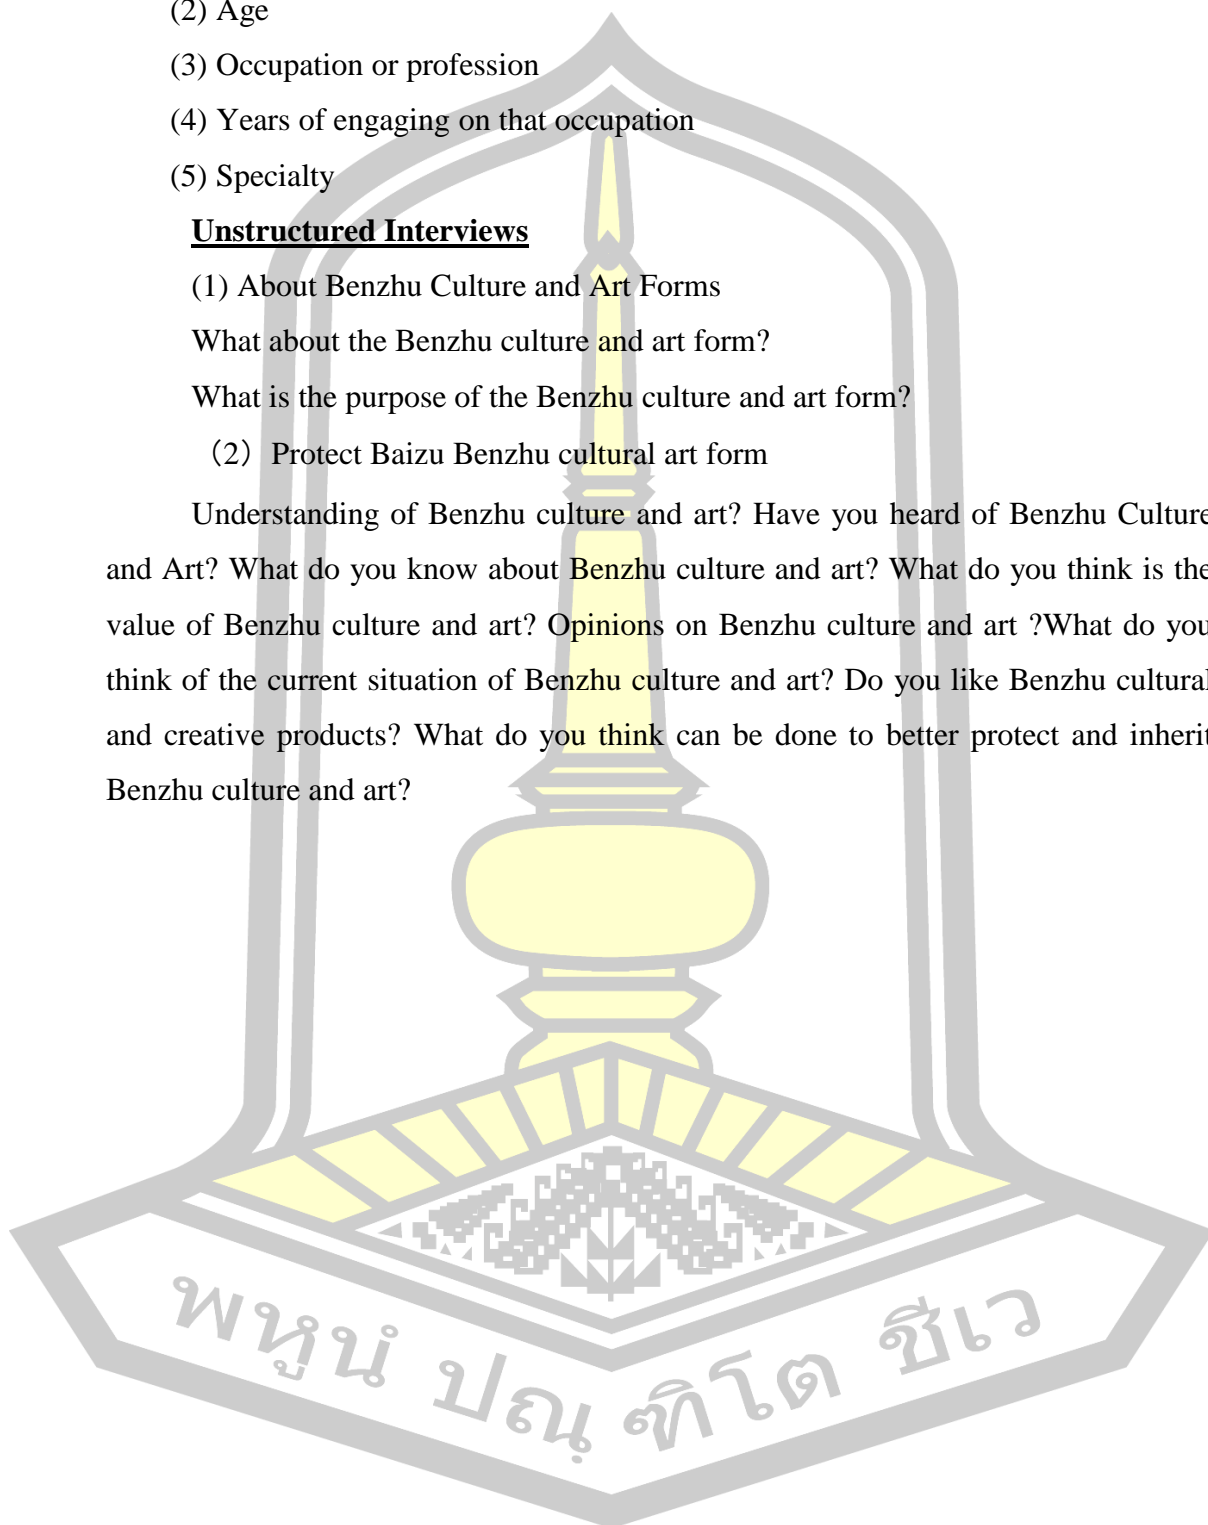 (2) Age
(3) Occupation or profession
(4) Years of engaging on that occupation
(5) Specialty
Unstructured Interviews
(1) About Benzhu Culture and Art Forms
What about the Benzhu culture and art form?
What is the purpose of the Benzhu culture and art form?
（2）Protect Baizu Benzhu cultural art form
Understanding of Benzhu culture and art? Have you heard of Benzhu Culture
and Art? What do you know about Benzhu culture and art? What do you think is the
value of Benzhu culture and art? Opinions on Benzhu culture and art ?What do you
think of the current situation of Benzhu culture and art? Do you like Benzhu cultural
and creative products? What do you think can be done to better protect and inherit
Benzhu culture and art?
พหูนํ ปณฺฑิโต ชีเว